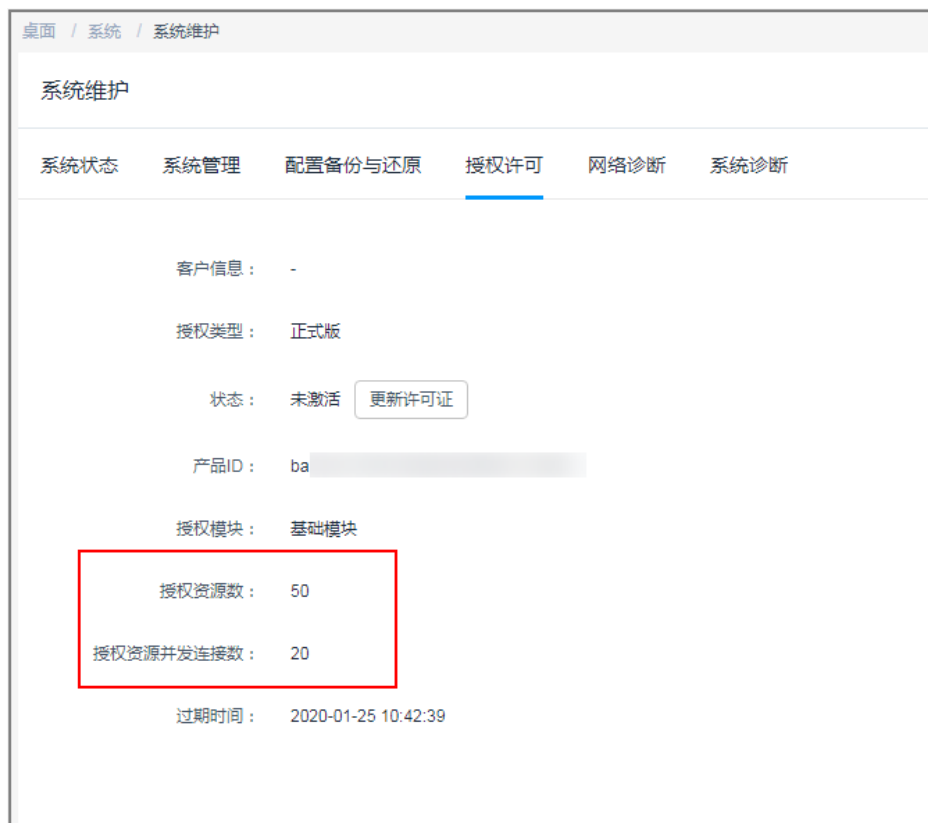 桌面 / 系统 / 系统维护
系统维护
系统状态 系统管理 配置备份与还原 授权许可 网络诊断 系统诊断
客户信息： -
授权类型： 正式版
状态： 未激活 更新许可证
产品ID： ba
授权模块： 基础模块
授权资源数： 50
授权资源并发连接数： 20
过期时间： 2020-01-25 10:42:39